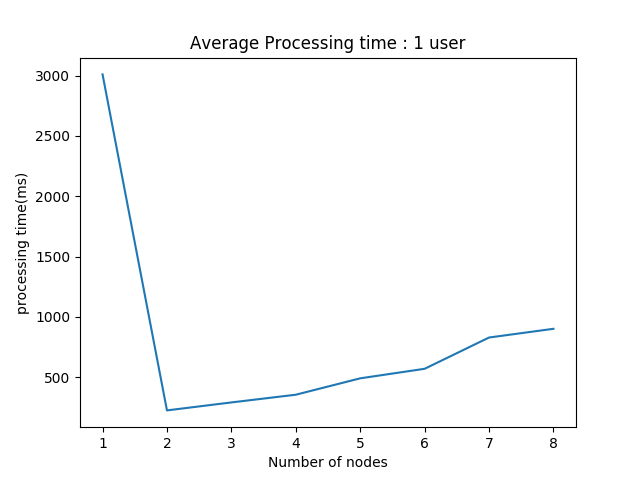 Average Processing time : 1 user
3000
2500
2000
1500
1000
500
processing time(ms)
1 2 3 4 5 6 7 8
Number of nodes